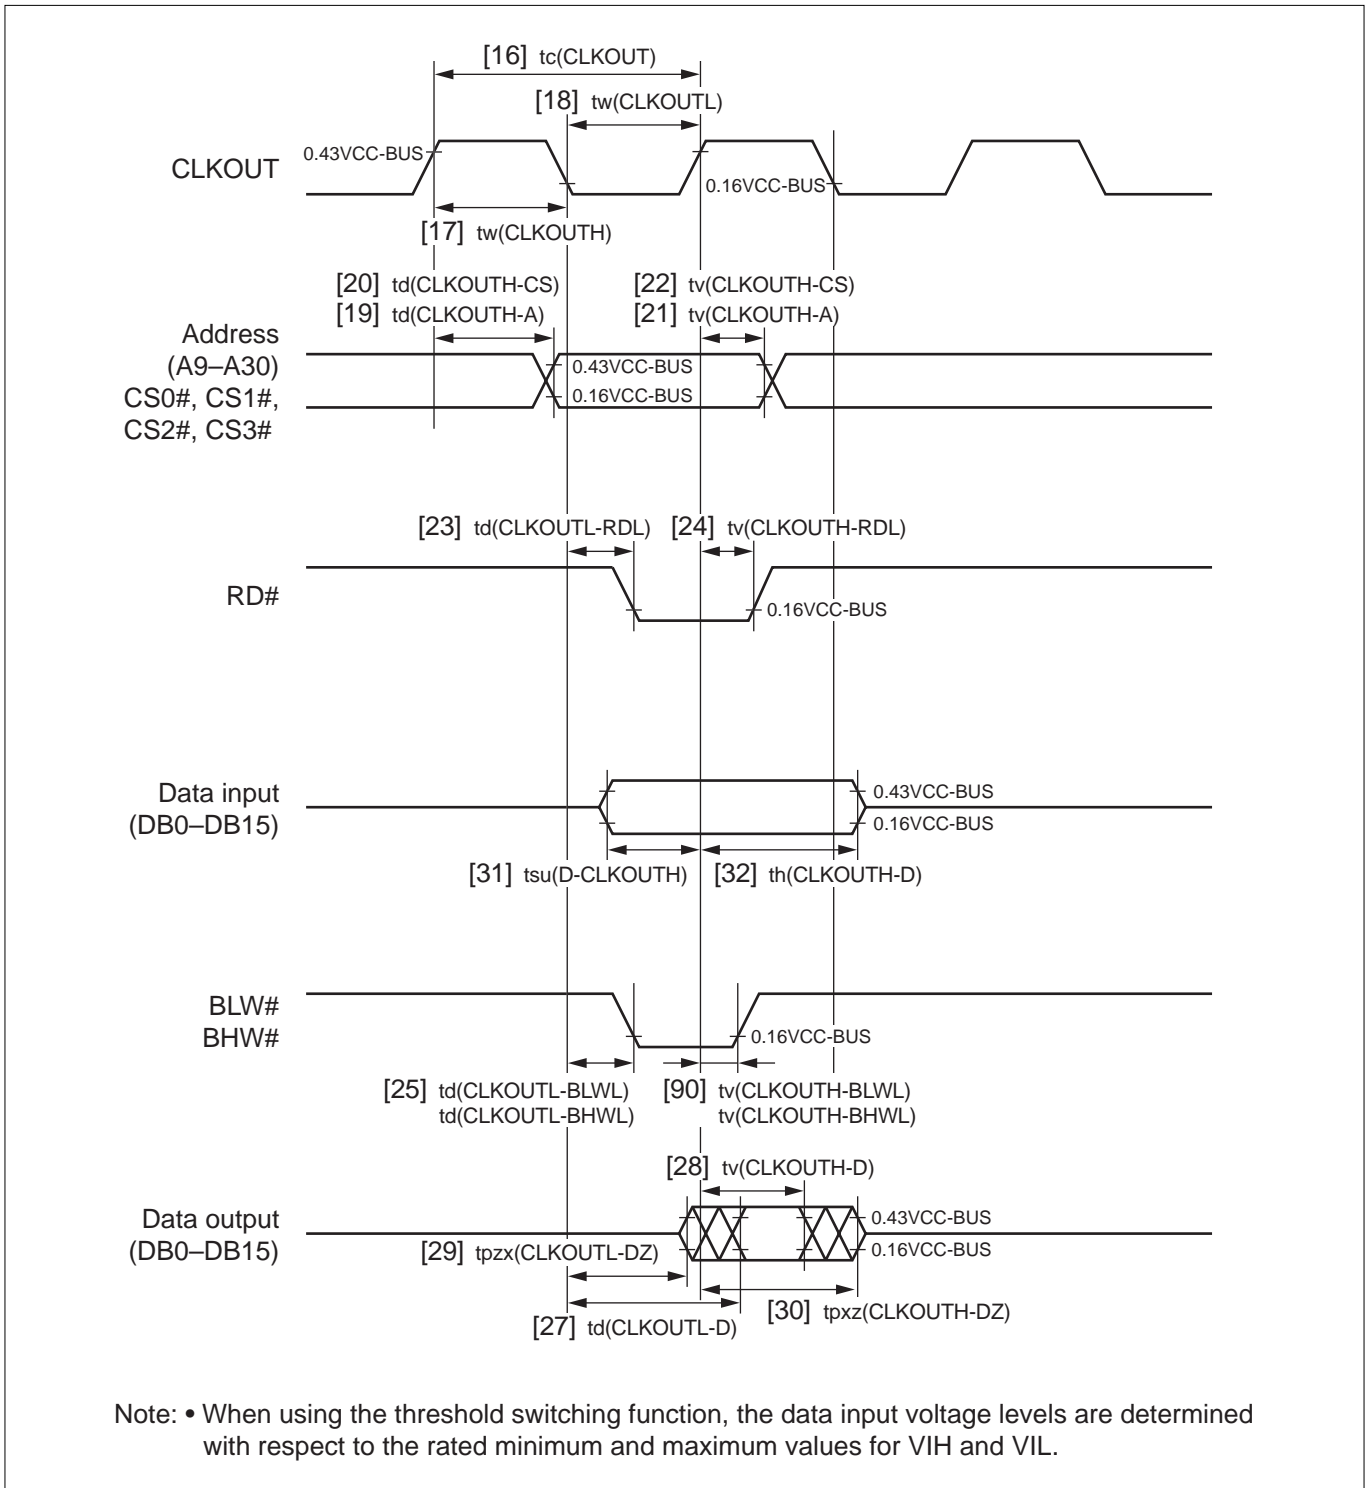 [16] tc(CLKOUT)
[18] tw(CLKOUTL)
CLKOUT
0.43VCC-BUS
0.16VCC-BUS
[17] tw(CLKOUTH)
[20] td(CLKOUTH-CS)
[22] tv(CLKOUTH-CS)
[19] td(CLKOUTH-A)
[21] tv(CLKOUTH-A)
Address
(A9–A30)
CS0#, CS1#,
CS2#, CS3#
0.43VCC-BUS
0.16VCC-BUS
[23] td(CLKOUTL-RDL)
[24] tv(CLKOUTH-RDL)
RD#
0.16VCC-BUS
Data input
(DB0–DB15)
0.43VCC-BUS
0.16VCC-BUS
[31] tsu(D-CLKOUTH)
[32] th(CLKOUTH-D)
BLW#
BHW#
0.16VCC-BUS
[25] td(CLKOUTL-BLWL)
td(CLKOUTL-BHWL)
[90] tv(CLKOUTH-BLWL)
tv(CLKOUTH-BHWL)
[28] tv(CLKOUTH-D)
Data output
(DB0–DB15)
0.43VCC-BUS
0.16VCC-BUS
[29] tpzx(CLKOUTL-DZ)
[30] tpxz(CLKOUTH-DZ)
[27] td(CLKOUTL-D)
Note: • When using the threshold switching function, the data input voltage levels are determined
with respect to the rated minimum and maximum values for VIH and VIL.